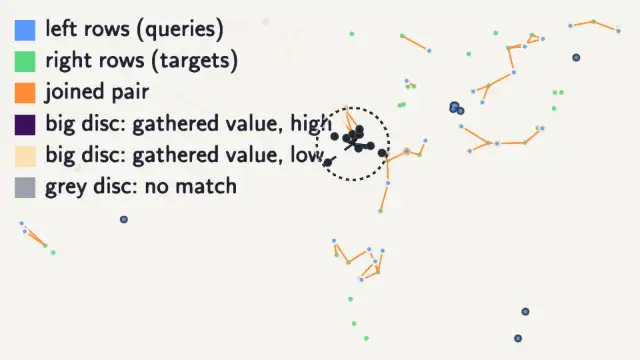 left rows (queries)
right rows (targets)
joined pair
big disc: gathered value, high
big disc: gathered value, low
grey disc: no match